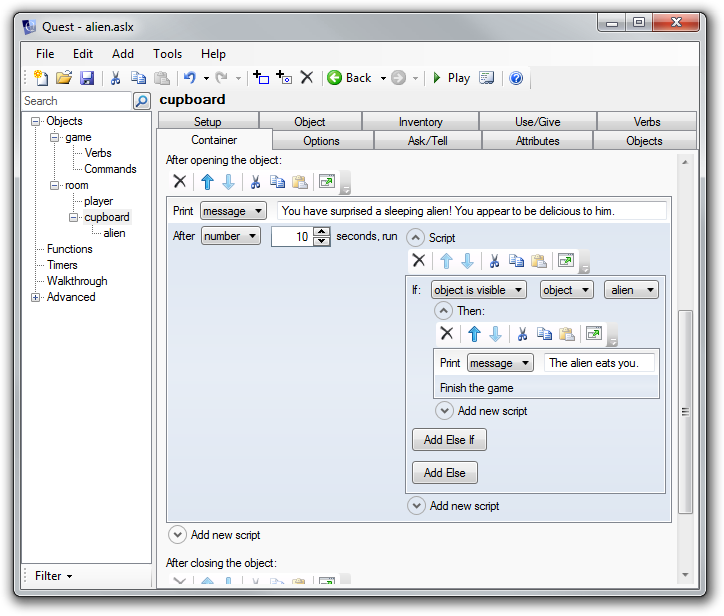 Quest - alien.aslx
File Edit Add Tools Help
Back Play
Search
Objects
game
Verbs
Commands
room
player
cupboard
alien
Functions
Timers
Walkthrough
Advanced
Filter
cupboard
Setup Object Inventory Use/Give Verbs
Container Options Ask/Tell Attributes Objects
After opening the object:
Print message You have surprised a sleeping alien! You appear to be delicious to him.
After number 10 seconds, run Script
If: object is visible object alien
Then:
Print message The alien eats you.
Finish the game
Add new script
Add Else If
Add Else
Add new script
Add new script
After closing the object: